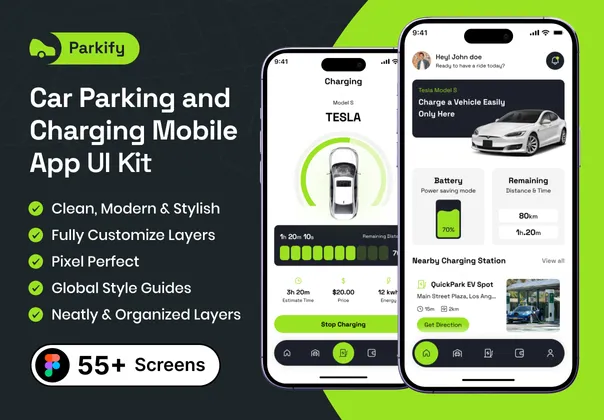 Parkify
Car Parking and
Charging Mobile
App UI Kit
Clean, Modern & Stylish
Fully Customize Layers
Pixel Perfect
Global Style Guides
Neatly & Organized Layers
55+ Screens
9:41
Charging
Model S
TESLA
1h 20m 10s
Remaining Distan
3h 20m
Estimate Time
$20.00
Price
12 kwh
Energy
Stop Charging
9:41
Hey! John doe
Ready to have a ride today?
Tesla Model S
Charge a Vehicle Easily
Only Here
Battery
Power saving mode
70%
Remaining
Distance & Time
80km
1h.20m
Nearby Charging Station
View all
QuickPark EV Spot
Main Street Plaza, Los Ang...
15m
2km
Get Direction